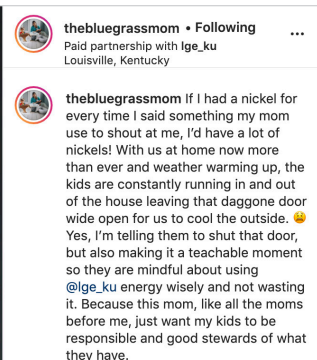 thebluegrassmom • Following
Paid partnership with lge_ku
Louisville, Kentucky
thebluegrassmom If I had a nickel for
every time I said something my mom
use to shout at me, I'd have a lot of
nickels! With us at home now more
than ever and weather warming up, the
kids are constantly running in and out
of the house leaving that daggone door
wide open for us to cool the outside. 😫
Yes, I'm telling them to shut that door,
but also making it a teachable moment
so they are mindful about using
@lge_ku energy wisely and not wasting
it. Because this mom, like all the moms
before me, just want my kids to be
responsible and good stewards of what
they have.